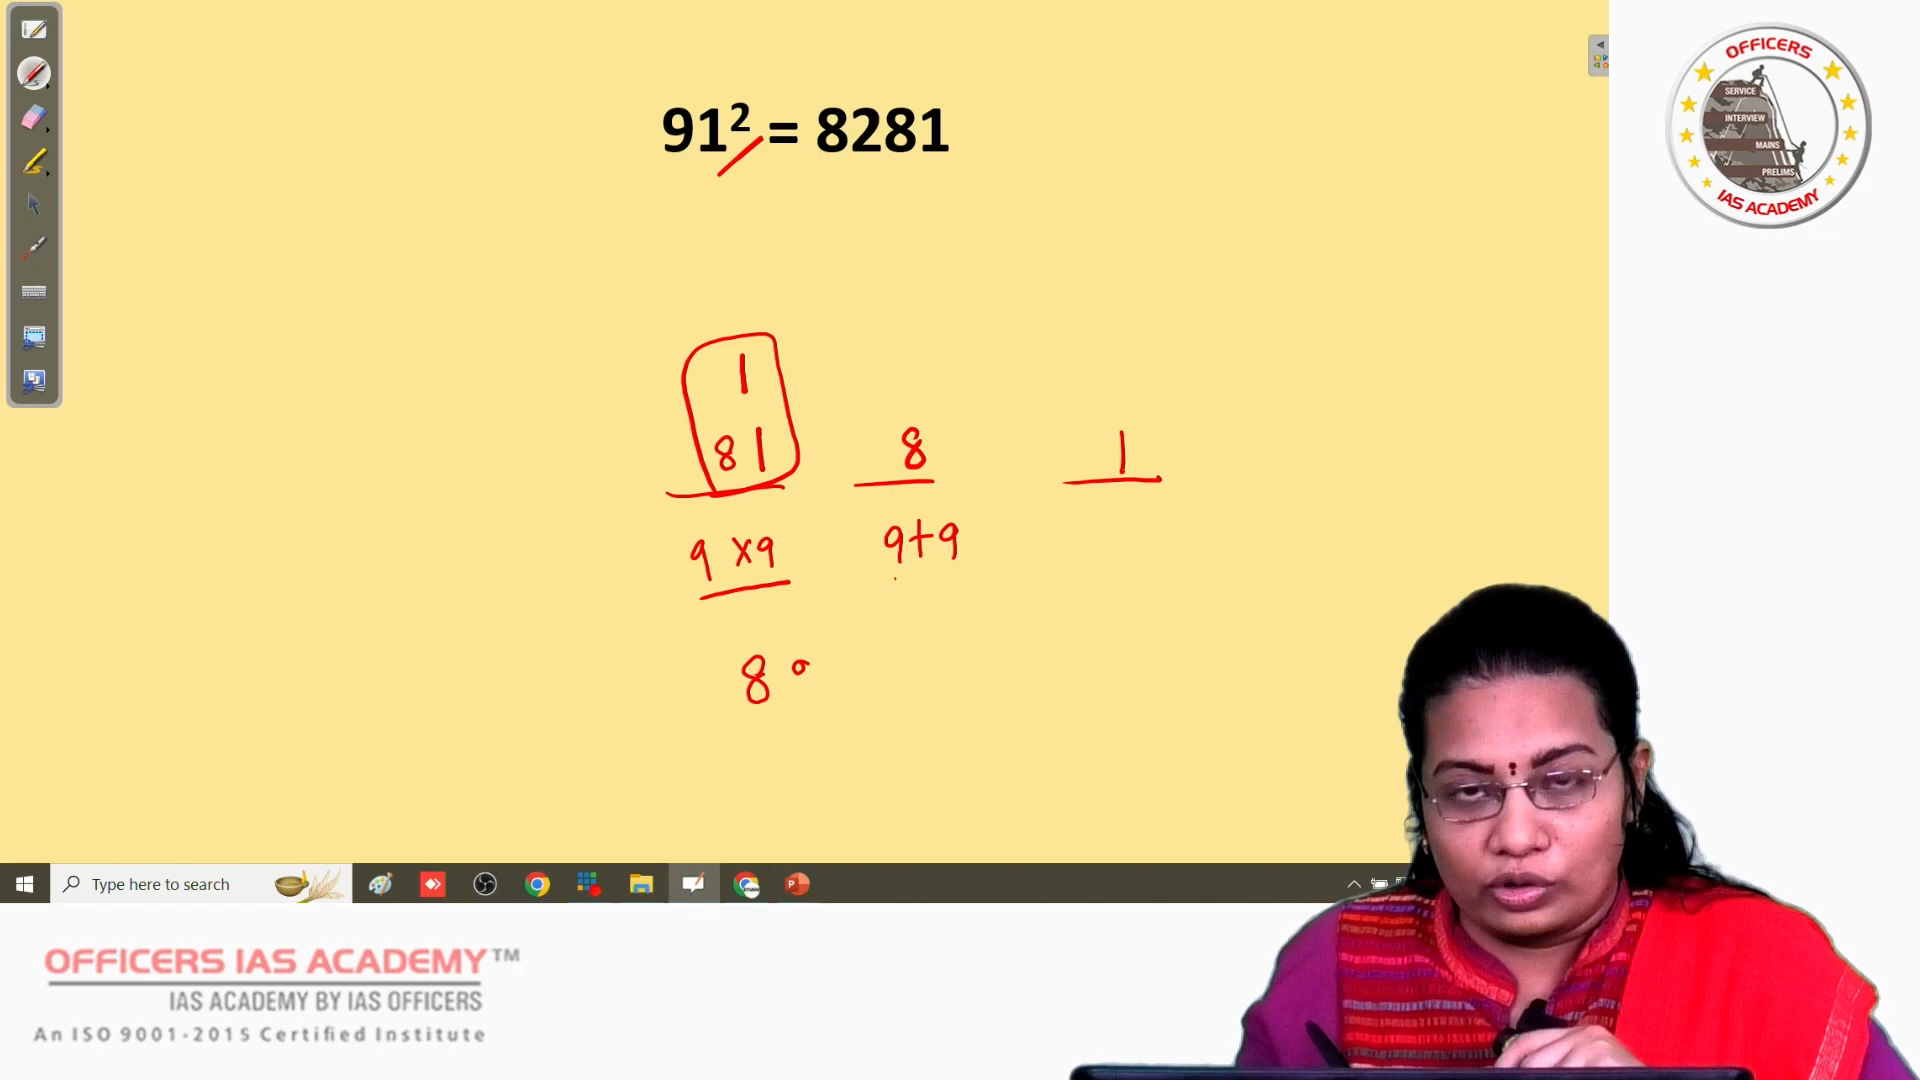 91² = 8281
1
81 8 1
9 x 9 9+9
8
OFFICERS
SERVICE
INTERVIEW
MAINS
PRELIMS
IAS ACADEMY
Type here to search
OFFICERS IAS ACADEMY™
IAS ACADEMY BY IAS OFFICERS
An ISO 9001-2015 Certified Institute